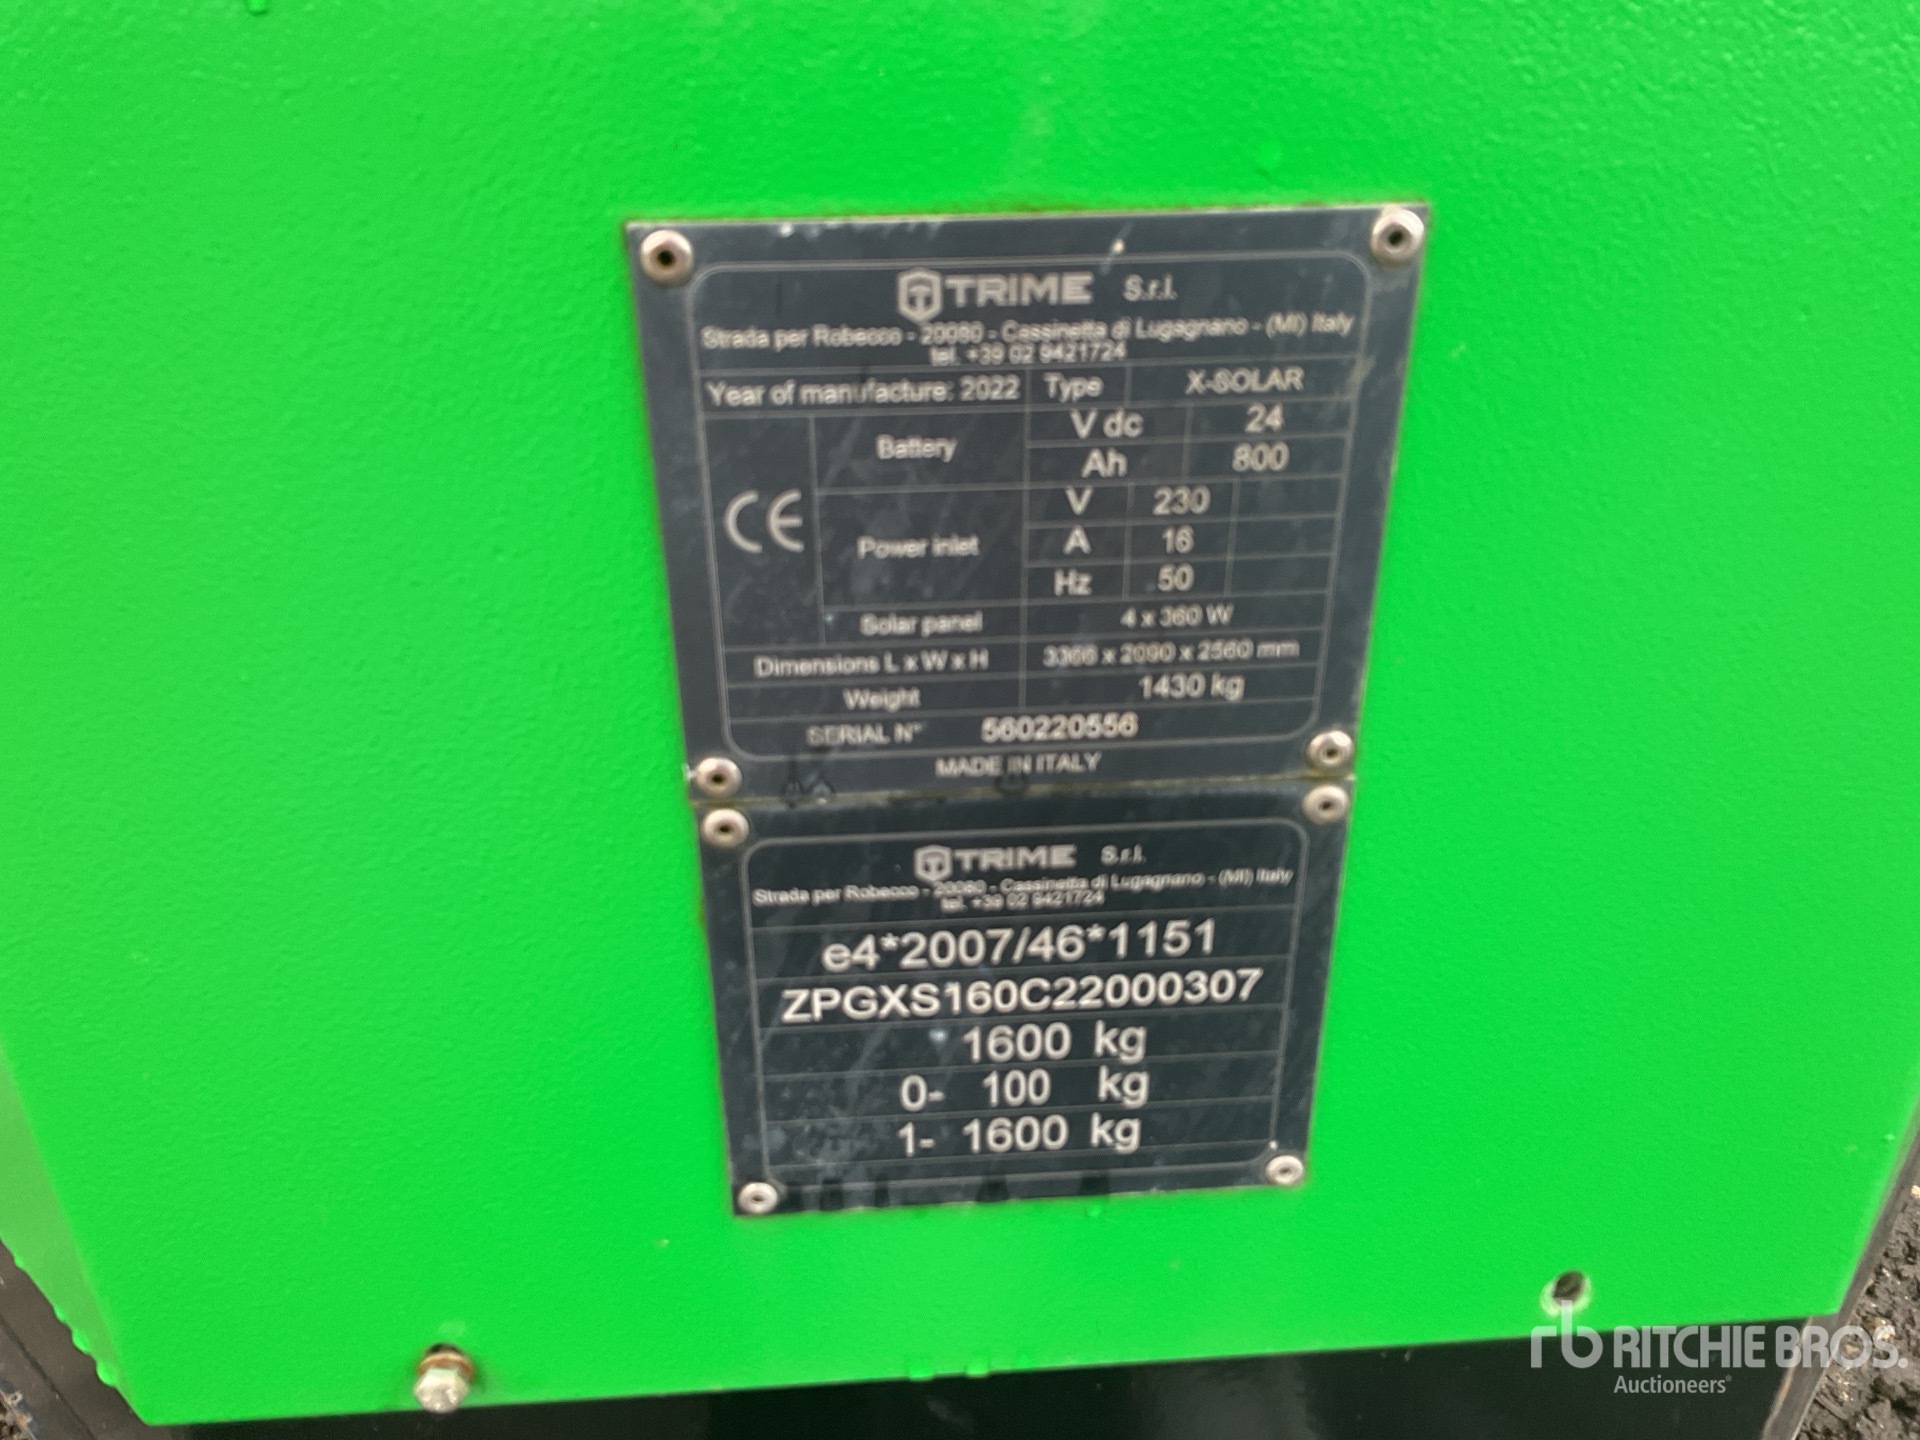 TRIME S.r.l.
Strada per Robecco - 20080 - Cassinetta di Lugagnano - (MI) Italy
tel. +39 02 9421724
Year of manufacture: 2022 Type X-SOLAR
CE Battery V dc 24
Ah 800
Power inlet V 230
A 16
Hz 50
Solar panel 4 x 360 W
Dimensions L x W x H 3366 x 2090 x 2560 mm
Weight 1430 kg
SERIAL N° 560220556
MADE IN ITALY
TRIME S.r.l.
Strada per Robecco - 20080 - Cassinetta di Lugagnano - (MI) Italy
tel. +39 02 9421724
e4*2007/46*1151
ZPGXS160C22000307
1600 kg
0- 100 kg
1- 1600 kg
rb RITCHIE BROS.
Auctioneers